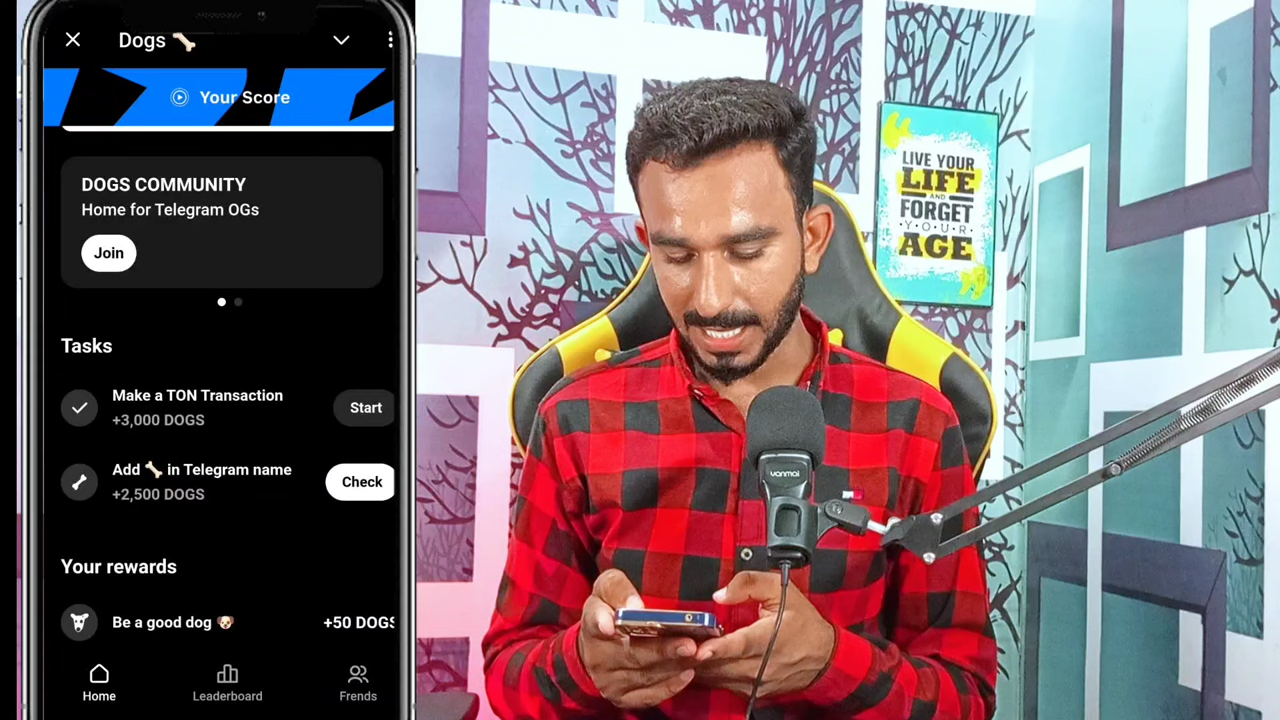 Dogs 🦴
Your Score
DOGS COMMUNITY
Home for Telegram OGs
Join
Tasks
Make a TON Transaction
+3,000 DOGS
Start
Add 🦴 in Telegram name
+2,500 DOGS
Check
Your rewards
Be a good dog 🐶
+50 DOGS
Home
Leaderboard
Frends
LIVE YOUR
LIFE
AND
FORGET
YOUR
AGE
vanmai